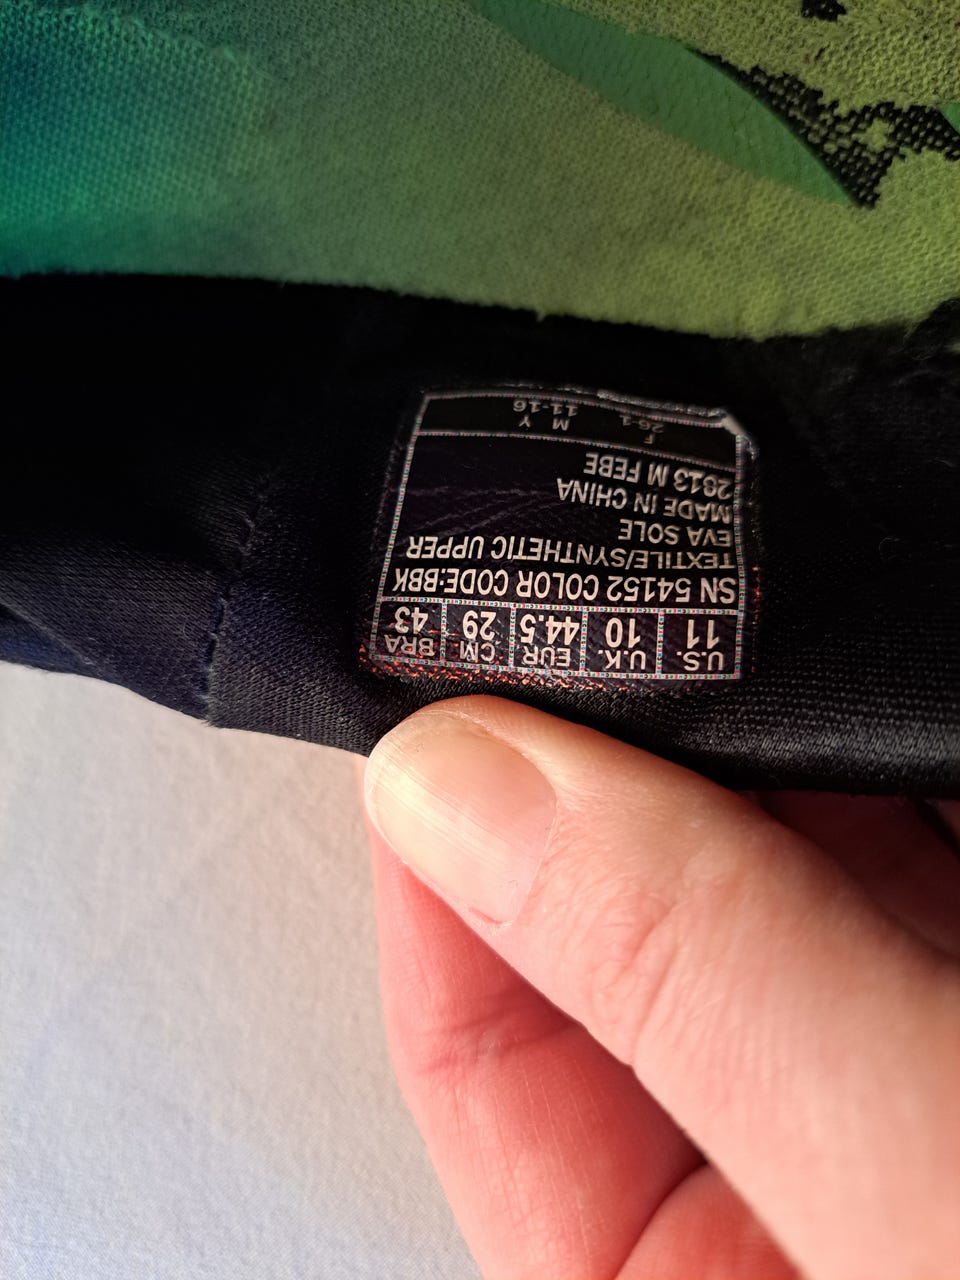 U.S. U.K. EUR CM BRA
11 10 44.5 29 43
SN 54152 COLOR CODE:BBK
TEXTILE/SYNTHETIC UPPER
EVA SOLE
MADE IN CHINA
2813 M FEBE
F M Y
26-1 11-16